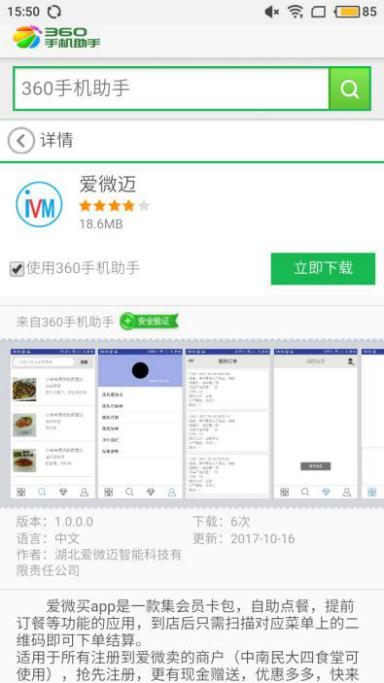 15:50
85
360
手机助手
360手机助手
详情
iVM
爱微迈
18.6MB
使用360手机助手
立即下载
来自360手机助手
安全验证
版本：1.0.0.0
下载：6次
语言：中文
更新：2017-10-16
作者：湖北爱微迈智能科技有
限责任公司
爱微买app是一款集会员卡包，自助点餐，提前
订餐等功能的应用，到店后只需扫描对应菜单上的二
维码即可下单结算。
适用于所有注册到爱微卖的商户（中南民大四食堂可
使用），抢先注册，更有现金赠送，优惠多多，快来